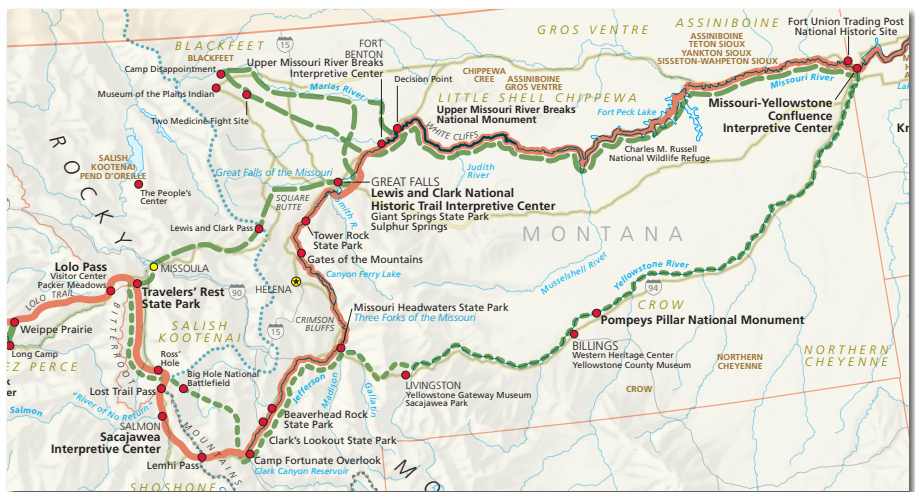 GROS VENTRE
ASSINIBOINE
Fort Union Trading Post
National Historic Site
BLACKFEET
BLACKFEET
15
FORT
BENTON
ASSINIBOINE
TETON SIOUX
YANKTON SIOUX
SISSETON-WAHPETON SIOUX
Camp Disappointment
Upper Missouri River Breaks
Interpretive Center
Decision Point
CHIPPEWA
CREE
ASSINIBOINE
GROS VENTRE
Missouri River
Museum of the Plains Indian
Marias River
LITTLE SHELL CHIPPEWA
Two Medicine Fight Site
Upper Missouri River Breaks
National Monument
Fort Peck Lake
Missouri-Yellowstone
Confluence
Interpretive Center
WHITE CLIFFS
Charles M. Russell
National Wildlife Refuge
ROCKY
SALISH
KOOTENAI
PEND D'OREILLE
Great Falls of the Missouri
Judith
River
The People's
Center
GREAT FALLS
Lewis and Clark National
Historic Trail Interpretive Center
Giant Springs State Park
Sulphur Springs
SQUARE
BUTTE
Smith R.
Lewis and Clark Pass
Tower Rock
State Park
MONTANA
Gates of the Mountains
Lolo Pass
Visitor Center
Packer Meadows
MISSOULA
Canyon Ferry Lake
Musselshell River
Yellowstone River
LOLO TRAIL
Travelers' Rest
State Park
90
HELENA
94
BITTERROOT
Missouri Headwaters State Park
Three Forks of the Missouri
CROW
Weippe Prairie
SALISH
KOOTENAI
15
CRIMSON
BLUFFS
Pompeys Pillar National Monument
Long Camp
EZ PERCE
Ross'
Hole
BILLINGS
Western Heritage Center
Yellowstone County Museum
NORTHERN
CHEYENNE
NORTHERN
CHEYENNE
Big Hole National
Battlefield
Lost Trail Pass
Jefferson
Madison
Gallatin
LIVINGSTON
Yellowstone Gateway Museum
Sacajawea Park
CROW
er
Salmon
"River of No Return"
Beaverhead Rock
State Park
SALMON
Sacajawea
Interpretive Center
MOUNTAINS
Clark's Lookout State Park
Lemhi Pass
Camp Fortunate Overlook
Clark Canyon Reservoir
SHOSHONE